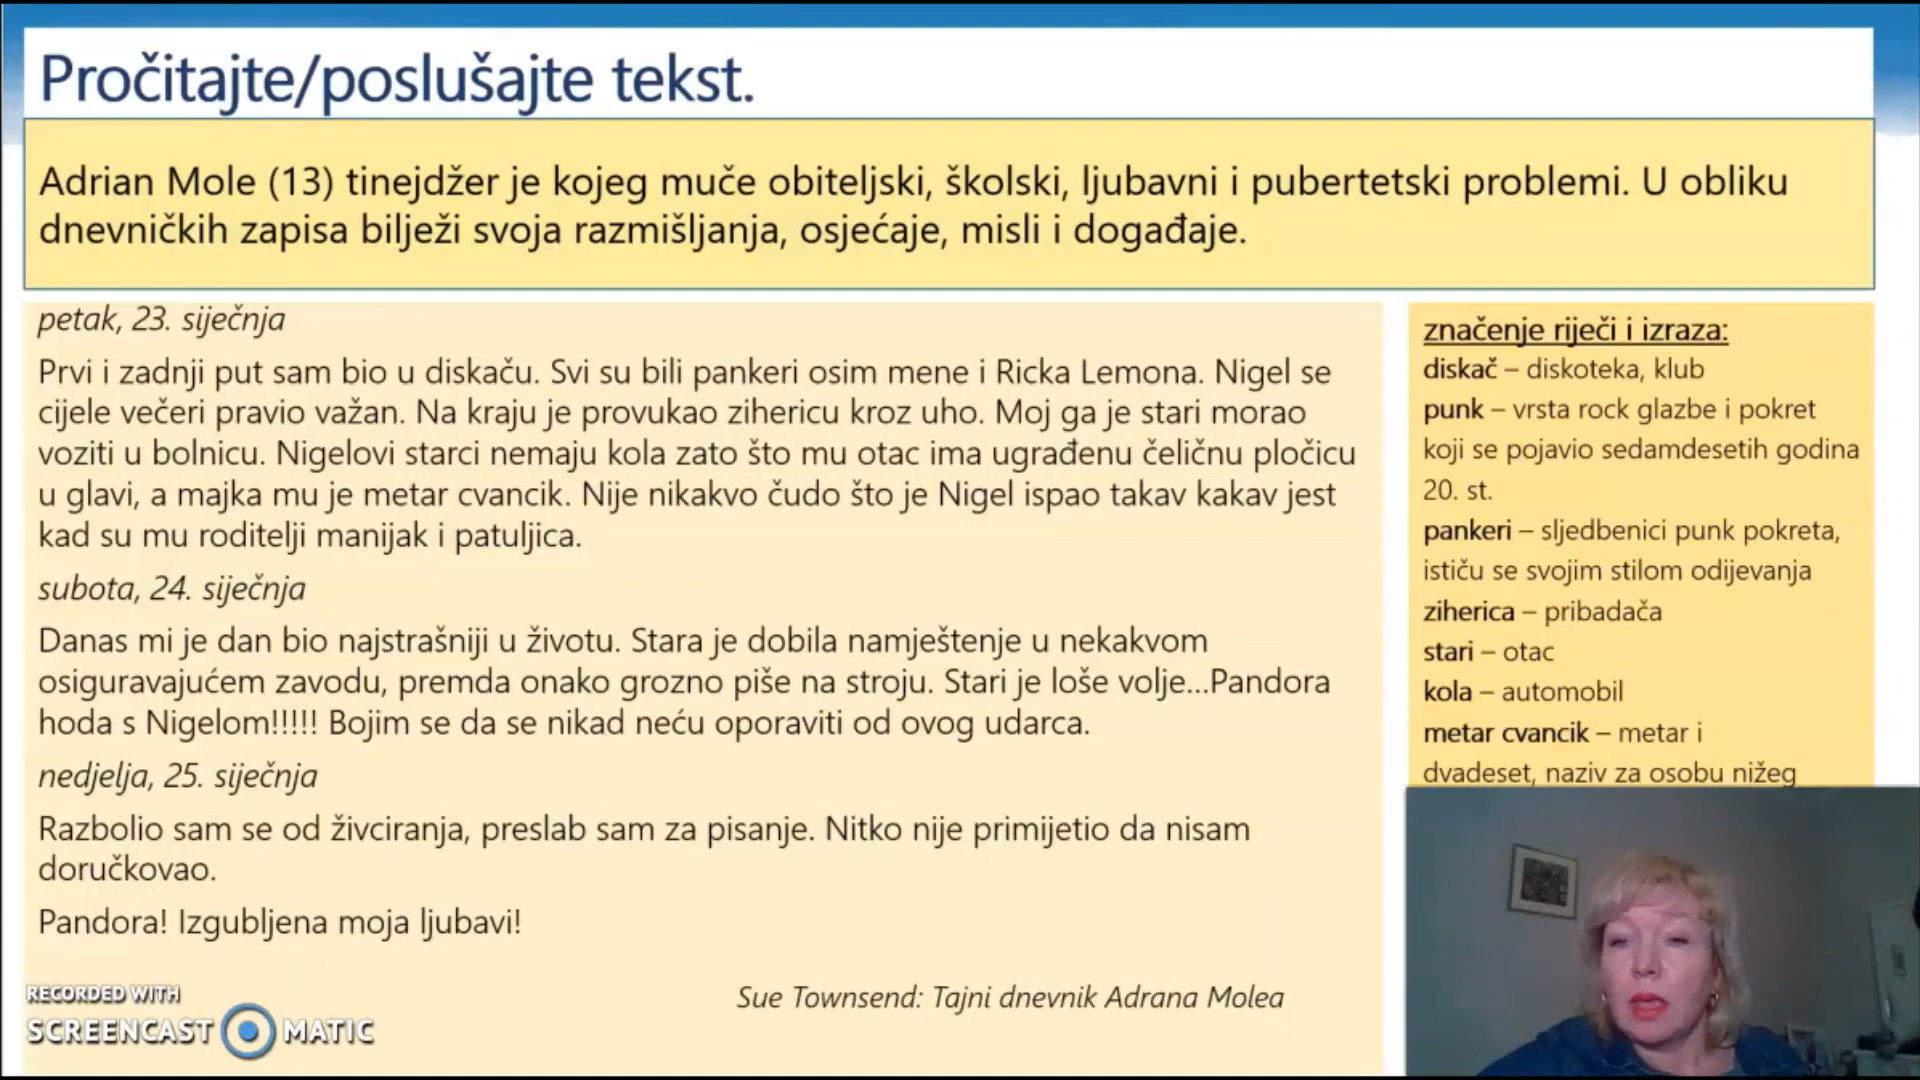 Pročitajte/poslušajte tekst.
Adrian Mole (13) tinejdžer je kojeg muče obiteljski, školski, ljubavni i pubertetski problemi. U obliku
dnevničkih zapisa bilježi svoja razmišljanja, osjećaje, misli i događaje.
petak, 23. siječnja
Prvi i zadnji put sam bio u diskaču. Svi su bili pankeri osim mene i Ricka Lemona. Nigel se
cijele večeri pravio važan. Na kraju je provukao zihericu kroz uho. Moj ga je stari morao
voziti u bolnicu. Nigelovi starci nemaju kola zato što mu otac ima ugrađenu čeličnu pločicu
u glavi, a majka mu je metar cvancik. Nije nikakvo čudo što je Nigel ispao takav kakav jest
kad su mu roditelji manijak i patuljica.
subota, 24. siječnja
Danas mi je dan bio najstrašniji u životu. Stara je dobila namještenje u nekakvom
osiguravajućem zavodu, premda onako grozno piše na stroju. Stari je loše volje...Pandora
hoda s Nigelom!!!!! Bojim se da se nikad neću oporaviti od ovog udarca.
nedjelja, 25. siječnja
Razbolio sam se od živciranja, preslab sam za pisanje. Nitko nije primijetio da nisam
doručkovao.
Pandora! Izgubljena moja ljubavi!
Sue Townsend: Tajni dnevnik Adrana Molea
značenje riječi i izraza:
diskač – diskoteka, klub
punk – vrsta rock glazbe i pokret
koji se pojavio sedamdesetih godina
20. st.
pankeri – sljedbenici punk pokreta,
ističu se svojim stilom odijevanja
ziherica – pribadača
stari – otac
kola – automobil
metar cvancik – metar i
dvadeset, naziv za osobu nižeg
RECORDED WITH
SCREENCAST MATIC